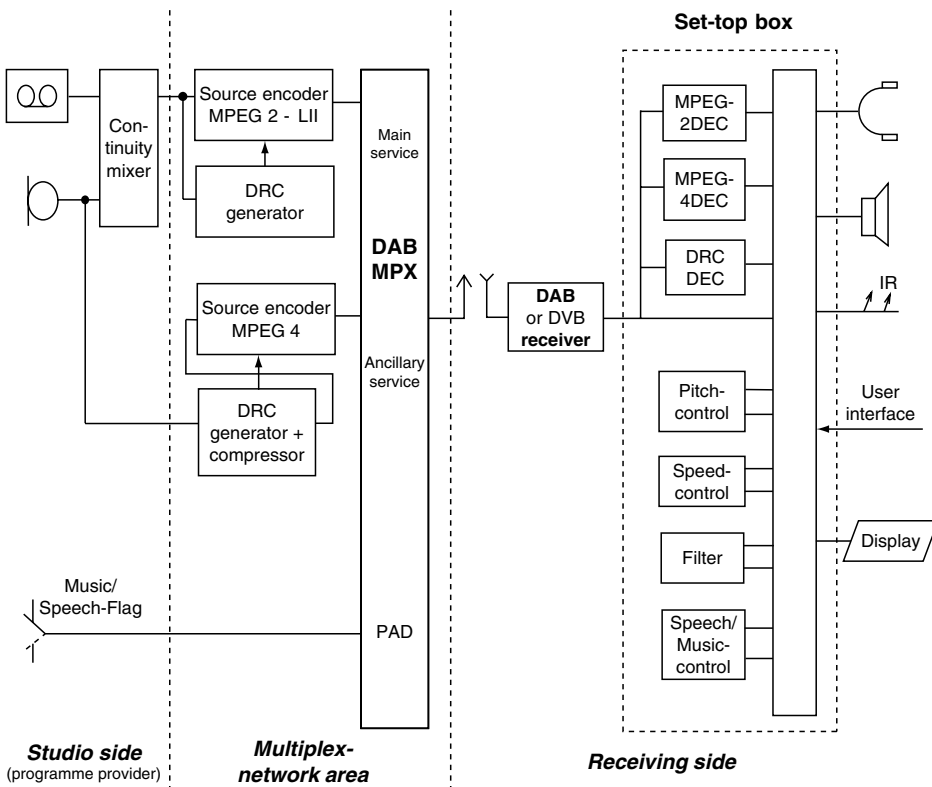 Set-top box
Con-
tinuity
mixer
Source encoder
MPEG 2 - LII
DRC
generator
Source encoder
MPEG 4
DRC
generator +
compressor
Main
service
DAB
MPX
Ancillary
service
PAD
Music/
Speech-Flag
DAB
or DVB
receiver
MPEG-
2DEC
MPEG-
4DEC
DRC
DEC
Pitch-
control
Speed-
control
Filter
Speech/
Music-
control
IR
User
interface
Display
Studio side
(programme provider)
Multiplex-
network area
Receiving side